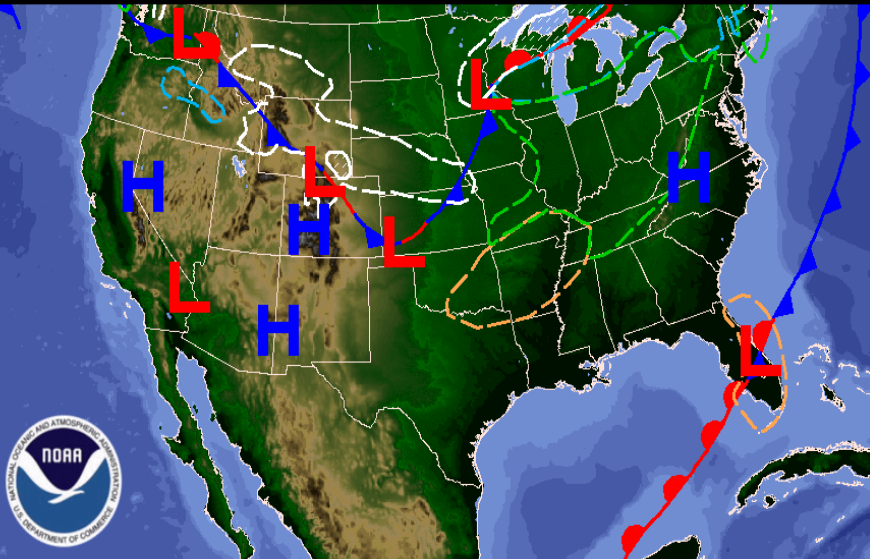 L
L
H
H
L
H
L
L
L
H
L
NATIONAL OCEANIC AND ATMOSPHERIC ADMINISTRATION
NOAA
U.S. DEPARTMENT OF COMMERCE